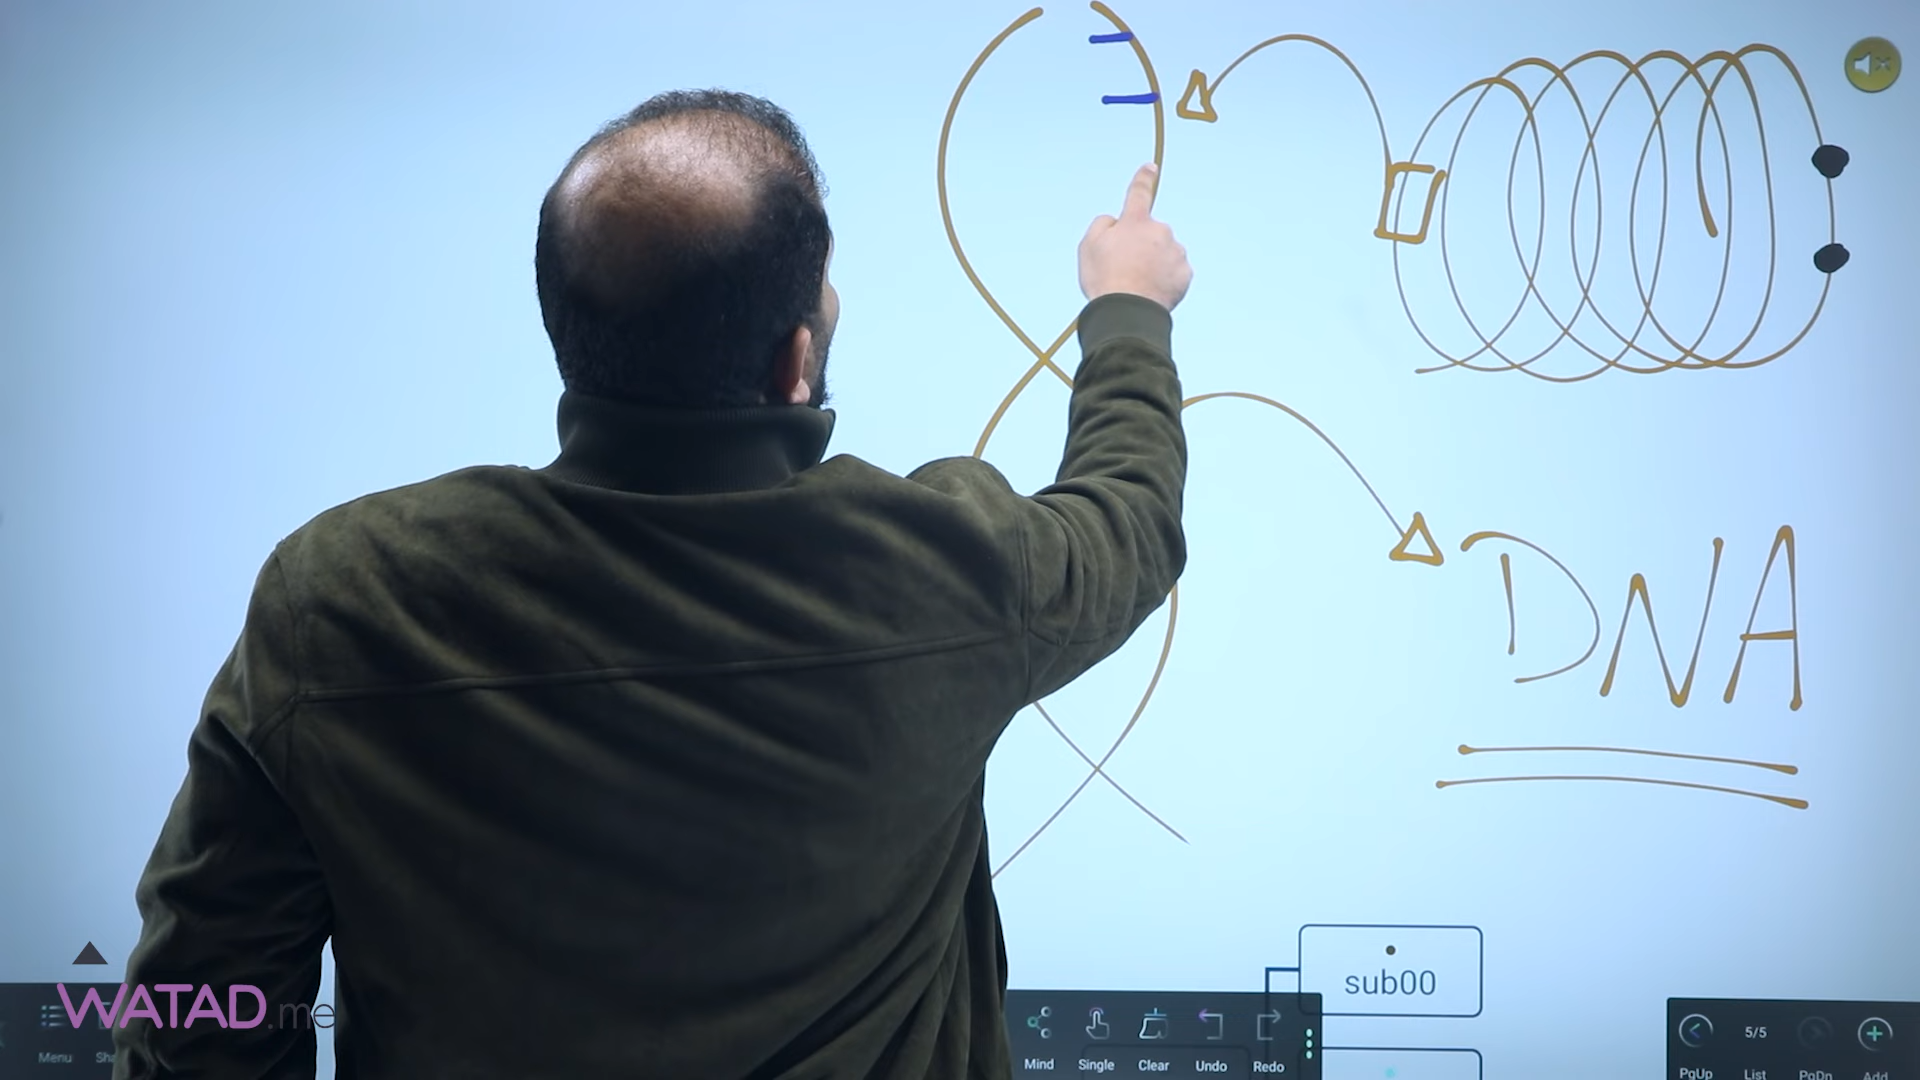 DNA
sub00
WATAD.me
Menu
Mind Single Clear Undo Redo
5/5
PgUp List PgDn Add